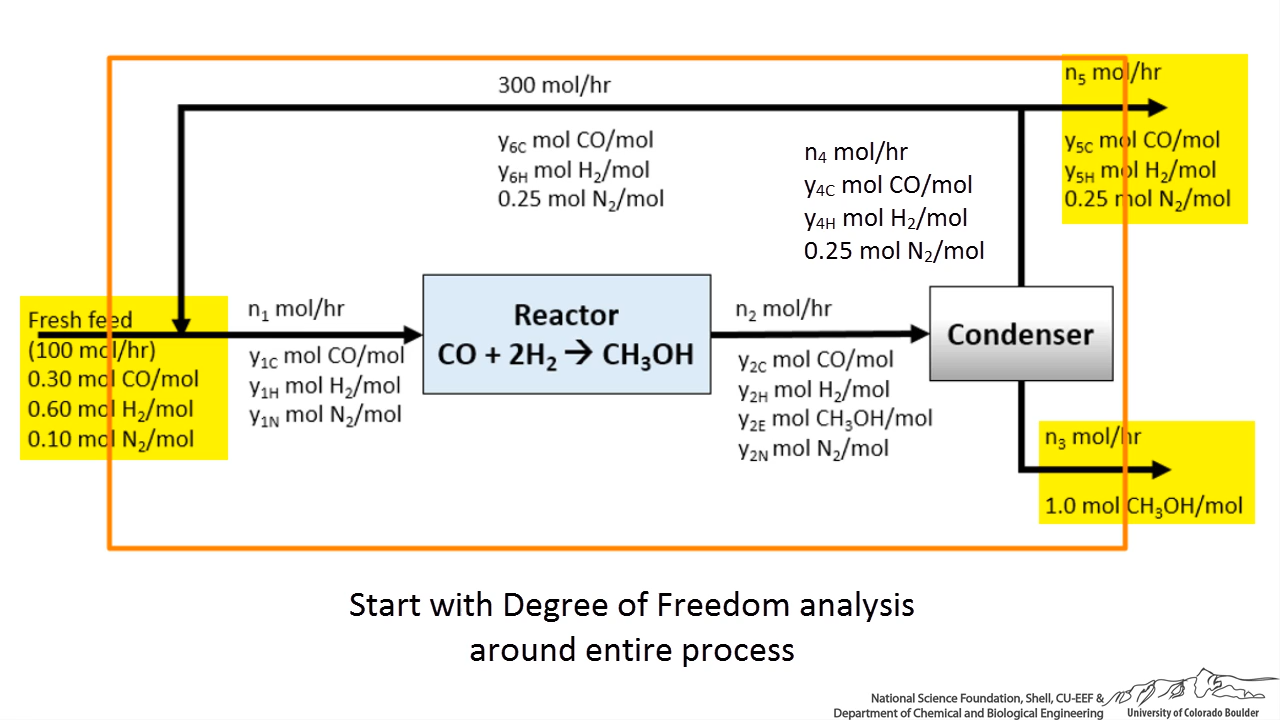 300 mol/hr
y₆C mol CO/mol
y₆H mol H₂/mol
0.25 mol N₂/mol
n₄ mol/hr
y₄C mol CO/mol
y₄H mol H₂/mol
0.25 mol N₂/mol
n₅ mol/hr
y₅C mol CO/mol
y₅H mol H₂/mol
0.25 mol N₂/mol
Fresh feed
(100 mol/hr)
0.30 mol CO/mol
0.60 mol H₂/mol
0.10 mol N₂/mol
n₁ mol/hr
y₁C mol CO/mol
y₁H mol H₂/mol
y₁N mol N₂/mol
Reactor
CO + 2H₂ → CH₃OH
n₂ mol/hr
y₂C mol CO/mol
y₂H mol H₂/mol
y₂E mol CH₃OH/mol
y₂N mol N₂/mol
Condenser
n₃ mol/hr
1.0 mol CH₃OH/mol
Start with Degree of Freedom analysis
around entire process
National Science Foundation, Shell, CU-EEF &
Department of Chemical and Biological Engineering
University of Colorado Boulder